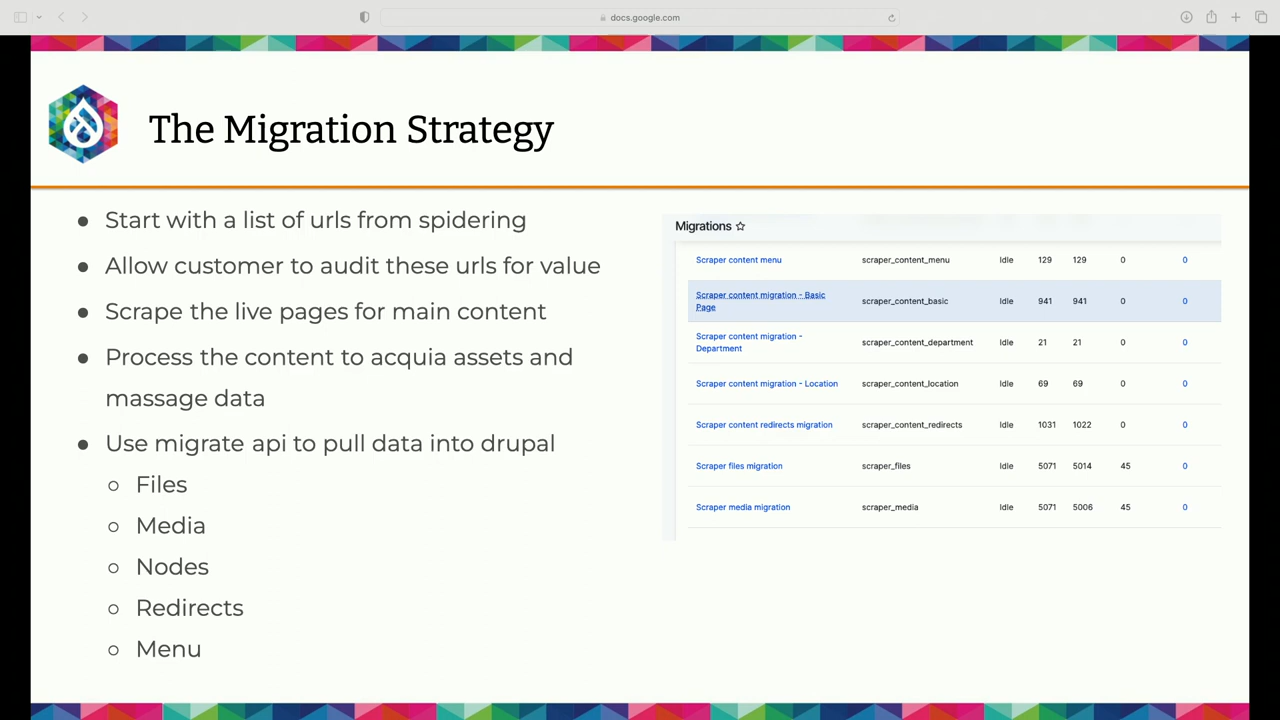 docs.google.com
The Migration Strategy
● Start with a list of urls from spidering
● Allow customer to audit these urls for value
● Scrape the live pages for main content
● Process the content to acquia assets and
massage data
● Use migrate api to pull data into drupal
○ Files
○ Media
○ Nodes
○ Redirects
○ Menu
Migrations ☆
Scraper content menu scraper_content_menu Idle 129 129 0 0
Scraper content migration - Basic
Page scraper_content_basic Idle 941 941 0 0
Scraper content migration -
Department scraper_content_department Idle 21 21 0 0
Scraper content migration - Location scraper_content_location Idle 69 69 0 0
Scraper content redirects migration scraper_content_redirects Idle 1031 1022 0 0
Scraper files migration scraper_files Idle 5071 5014 45 0
Scraper media migration scraper_media Idle 5071 5006 45 0